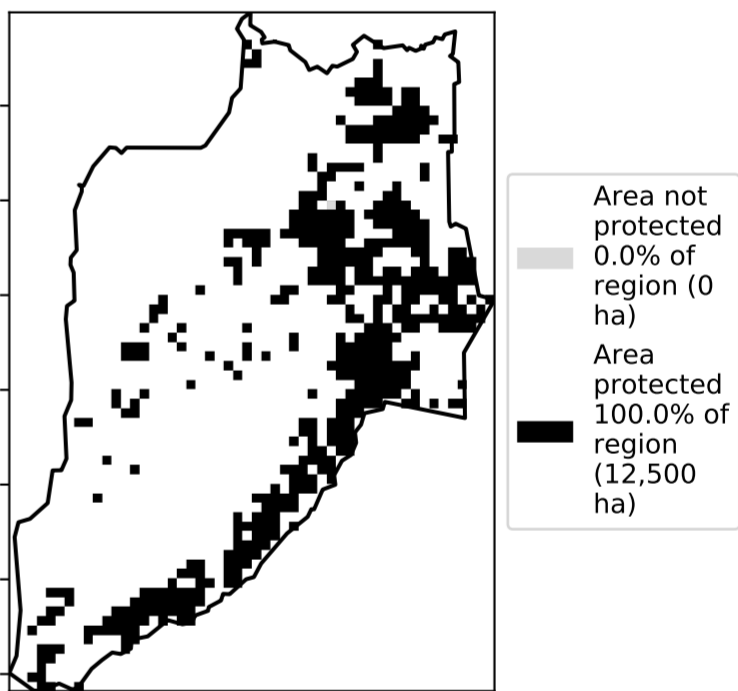 Area not
protected
0.0% of
region (0
ha)
Area
protected
100.0% of
region
(12,500
ha)